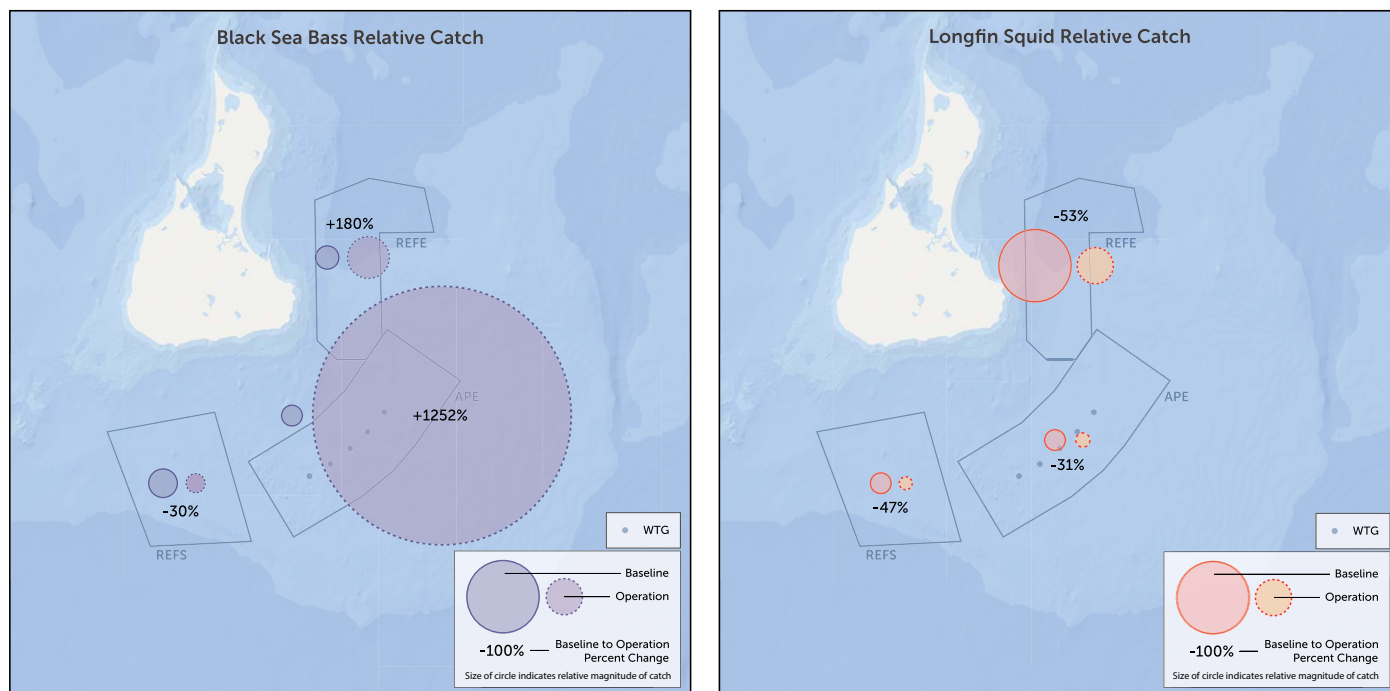 Black Sea Bass Relative Catch
+180%
REFE
APE
+1252%
-30%
REFS
WTG
Baseline
Operation
-100%
Baseline to Operation
Percent Change
Size of circle indicates relative magnitude of catch
Longfin Squid Relative Catch
-53%
REFE
APE
-31%
-47%
REFS
WTG
Baseline
Operation
-100%
Baseline to Operation
Percent Change
Size of circle indicates relative magnitude of catch